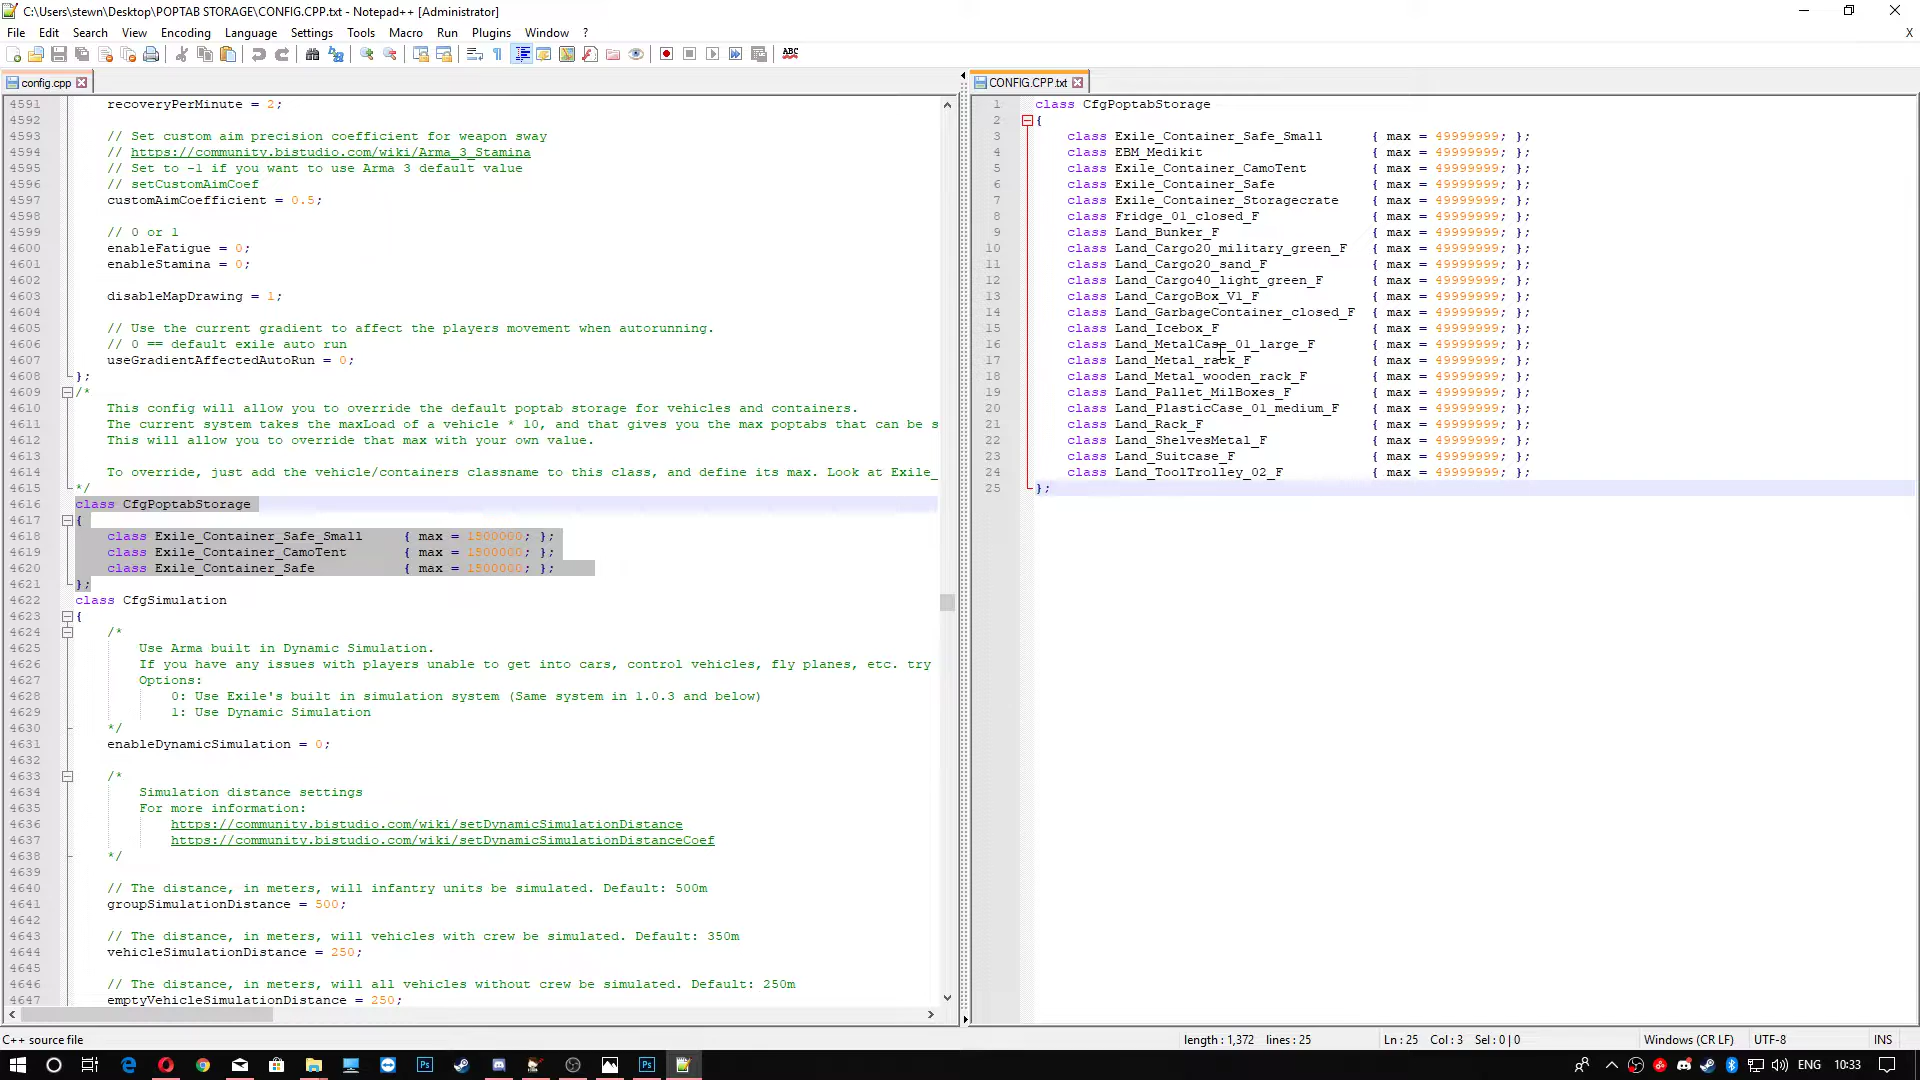 C:\Users\stewn\Desktop\POPTAB STORAGE\CONFIG.CPP.txt - Notepad++ [Administrator]
File Edit Search View Encoding Language Settings Tools Macro Run Plugins Window ? X
ABC
config.cpp
4591 recoveryPerMinute = 2;
4592
4593 // Set custom aim precision coefficient for weapon sway
4594 // https://community.bistudio.com/wiki/Arma_3_Stamina
4595 // Set to -1 if you want to use Arma 3 default value
4596 // setCustomAimCoef
4597 customAimCoefficient = 0.5;
4598
4599 // 0 or 1
4600 enableFatigue = 0;
4601 enableStamina = 0;
4602
4603 disableMapDrawing = 1;
4604
4605 // Use the current gradient to affect the players movement when autorunning.
4606 // 0 == default exile auto run
4607 useGradientAffectedAutoRun = 0;
4608 };
4609 /*
4610 This config will allow you to override the default poptab storage for vehicles and containers.
4611 The current system takes the maxLoad of a vehicle * 10, and that gives you the max poptabs that can be s
4612 This will allow you to override that max with your own value.
4613
4614 To override, just add the vehicle/containers classname to this class, and define its max. Look at Exile_
4615 */
4616 class CfgPoptabStorage
4617 {
4618 class Exile_Container_Safe_Small { max = 1500000; };
4619 class Exile_Container_CamoTent { max = 1500000; };
4620 class Exile_Container_Safe { max = 1500000; };
4621 };
4622 class CfgSimulation
4623 {
4624 /*
4625 Use Arma built in Dynamic Simulation.
4626 If you have any issues with players unable to get into cars, control vehicles, fly planes, etc. try
4627 Options:
4628 0: Use Exile's built in simulation system (Same system in 1.0.3 and below)
4629 1: Use Dynamic Simulation
4630 */
4631 enableDynamicSimulation = 0;
4632
4633 /*
4634 Simulation distance settings
4635 For more information:
4636 https://community.bistudio.com/wiki/setDynamicSimulationDistance
4637 https://community.bistudio.com/wiki/setDynamicSimulationDistanceCoef
4638 */
4639
4640 // The distance, in meters, will infantry units be simulated. Default: 500m
4641 groupSimulationDistance = 500;
4642
4643 // The distance, in meters, will vehicles with crew be simulated. Default: 350m
4644 vehicleSimulationDistance = 250;
4645
4646 // The distance, in meters, will all vehicles without crew be simulated. Default: 250m
4647 emptyVehicleSimulationDistance = 250;
CONFIG.CPP.txt
1 class CfgPoptabStorage
2 {
3 class Exile_Container_Safe_Small { max = 49999999; };
4 class EBM_Medikit { max = 49999999; };
5 class Exile_Container_CamoTent { max = 49999999; };
6 class Exile_Container_Safe { max = 49999999; };
7 class Exile_Container_Storagecrate { max = 49999999; };
8 class Fridge_01_closed_F { max = 49999999; };
9 class Land_Bunker_F { max = 49999999; };
10 class Land_Cargo20_military_green_F { max = 49999999; };
11 class Land_Cargo20_sand_F { max = 49999999; };
12 class Land_Cargo40_light_green_F { max = 49999999; };
13 class Land_CargoBox_V1_F { max = 49999999; };
14 class Land_GarbageContainer_closed_F { max = 49999999; };
15 class Land_Icebox_F { max = 49999999; };
16 class Land_MetalCase_01_large_F { max = 49999999; };
17 class Land_Metal_rack_F { max = 49999999; };
18 class Land_Metal_wooden_rack_F { max = 49999999; };
19 class Land_Pallet_MilBoxes_F { max = 49999999; };
20 class Land_PlasticCase_01_medium_F { max = 49999999; };
21 class Land_Rack_F { max = 49999999; };
22 class Land_ShelvesMetal_F { max = 49999999; };
23 class Land_Suitcase_F { max = 49999999; };
24 class Land_ToolTrolley_02_F { max = 49999999; };
25 };
C++ source file length : 1,372 lines : 25 Ln : 25 Col : 3 Sel : 0 | 0 Windows (CR LF) UTF-8 INS
ENG 10:33